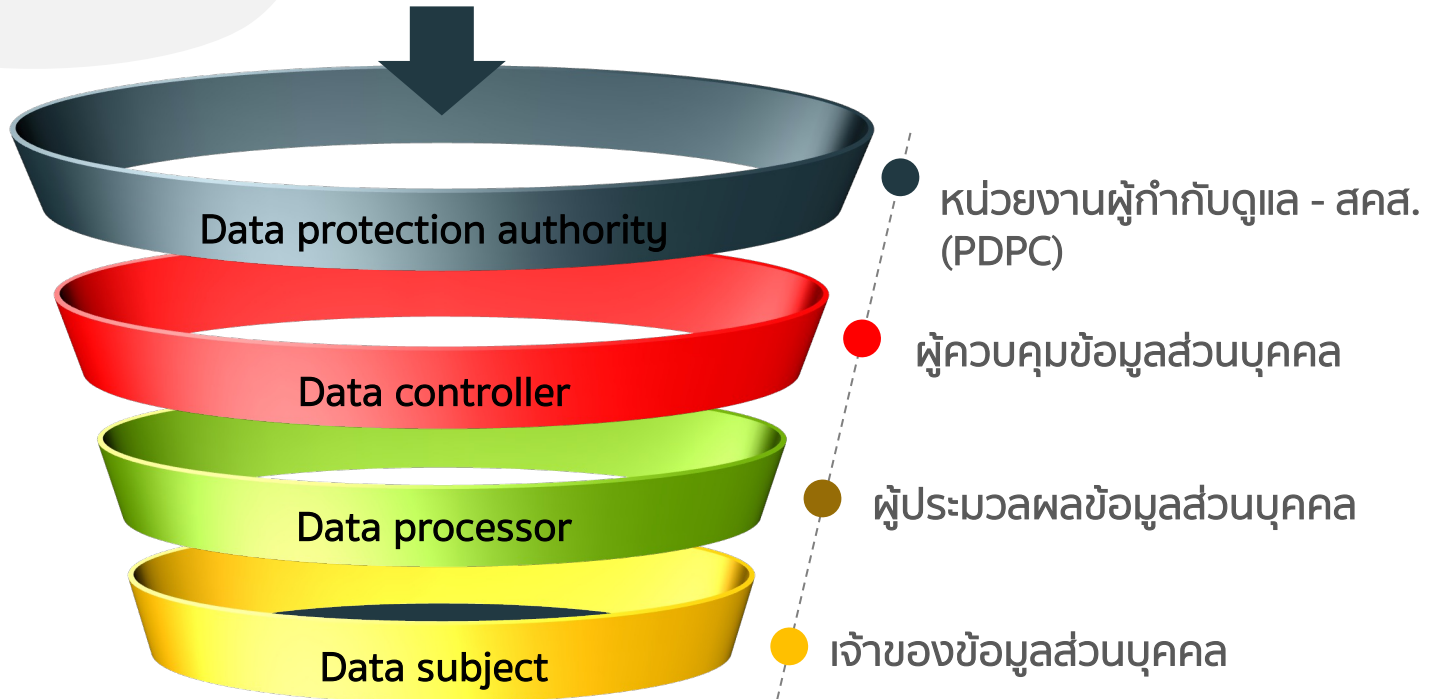 Data protection authority
หน่วยงานผู้กำกับดูแล - สคส.
(PDPC)
Data controller
ผู้ควบคุมข้อมูลส่วนบุคคล
Data processor
ผู้ประมวลผลข้อมูลส่วนบุคคล
Data subject
เจ้าของข้อมูลส่วนบุคคล